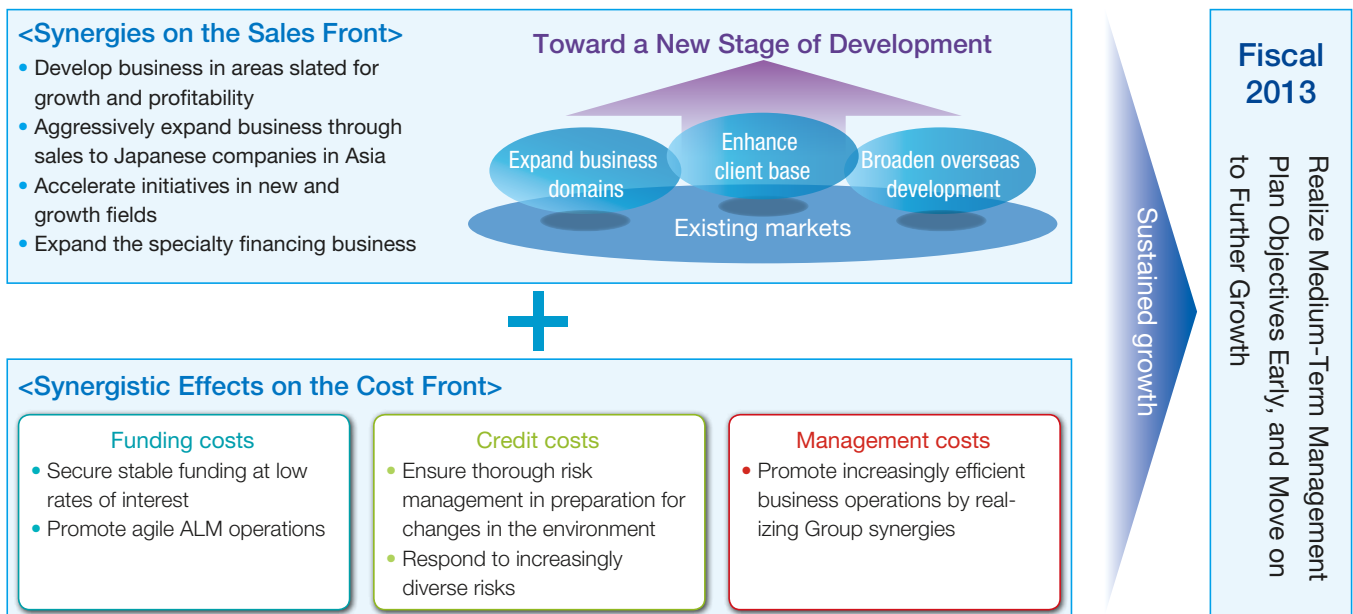 <Synergies on the Sales Front>
• Develop business in areas slated for
growth and profitability
• Aggressively expand business through
sales to Japanese companies in Asia
• Accelerate initiatives in new and
growth fields
• Expand the specialty financing business
Toward a New Stage of Development
Expand business
domains
Enhance
client base
Broaden overseas
development
Existing markets
+
<Synergistic Effects on the Cost Front>
Funding costs
• Secure stable funding at low
rates of interest
• Promote agile ALM operations
Credit costs
• Ensure thorough risk
management in preparation for
changes in the environment
• Respond to increasingly
diverse risks
Management costs
• Promote increasingly efficient
business operations by real-
izing Group synergies
Sustained growth
Fiscal
2013
Realize Medium-Term Management
Plan Objectives Early, and Move on
to Further Growth